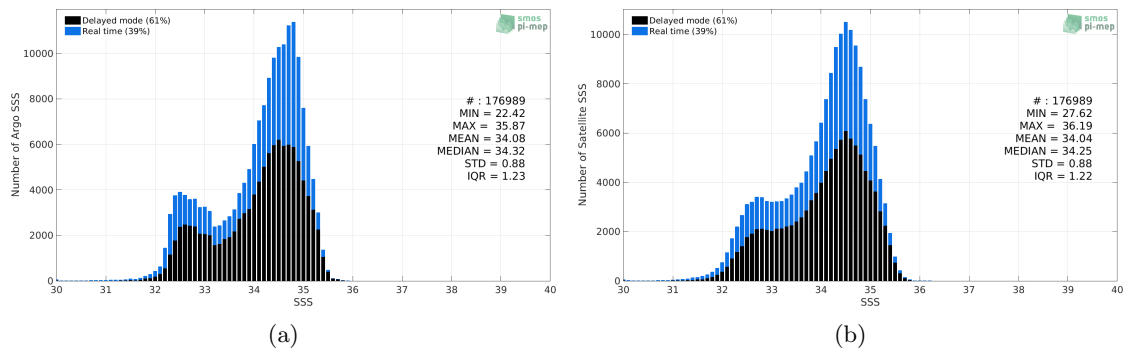 Delayed mode (61%)
Real time (39%)
smos
pi-mep
# : 176989
MIN = 22.42
MAX = 35.87
MEAN = 34.08
MEDIAN = 34.32
STD = 0.88
IQR = 1.23
Number of Argo SSS
10000
8000
6000
4000
2000
0
30 31 32 33 34 35 36 37 38 39 40
SSS
(a)
Delayed mode (61%)
Real time (39%)
smos
pi-mep
# : 176989
MIN = 27.62
MAX = 36.19
MEAN = 34.04
MEDIAN = 34.25
STD = 0.88
IQR = 1.22
Number of Satellite SSS
10000
8000
6000
4000
2000
0
30 31 32 33 34 35 36 37 38 39 40
SSS
(b)